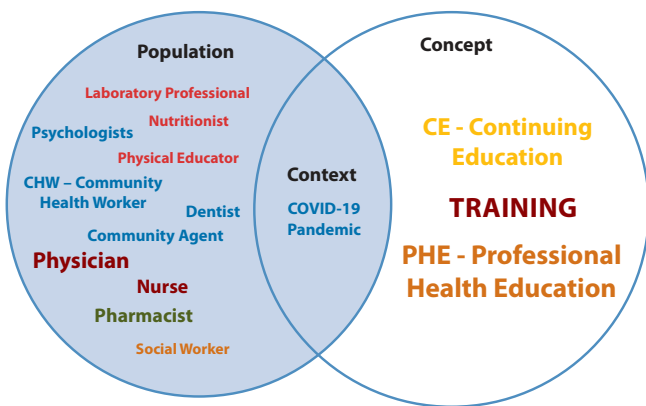 Population
Laboratory Professional
Nutritionist
Psychologists
Physical Educator
CHW – Community
Health Worker
Dentist
Community Agent
Physician
Nurse
Pharmacist
Social Worker
Context
COVID-19
Pandemic
Concept
CE - Continuing
Education
TRAINING
PHE - Professional
Health Education